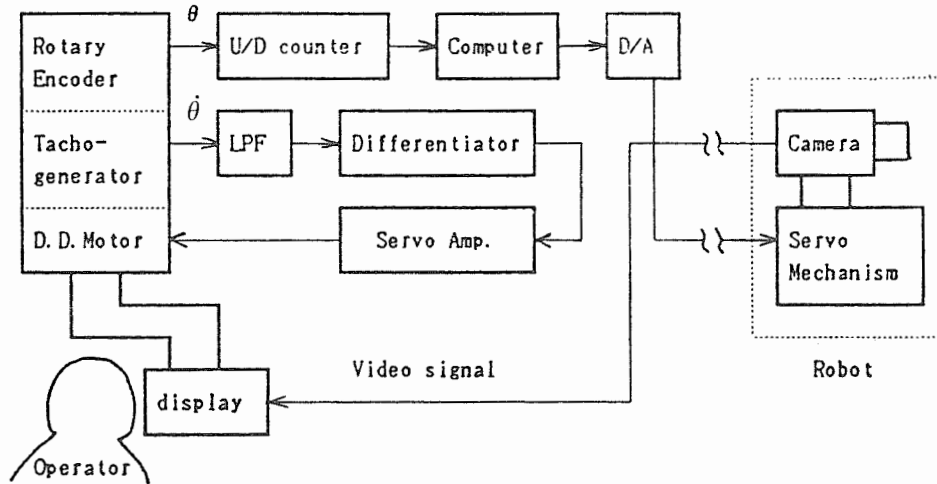 Rotary
Encoder
θ
U/D counter
Computer
D/A
Tacho-
generator
θ̇
LPF
Differentiator
Camera
D.D.Motor
Servo Amp.
Servo
Mechanism
Video signal
Robot
display
Operator